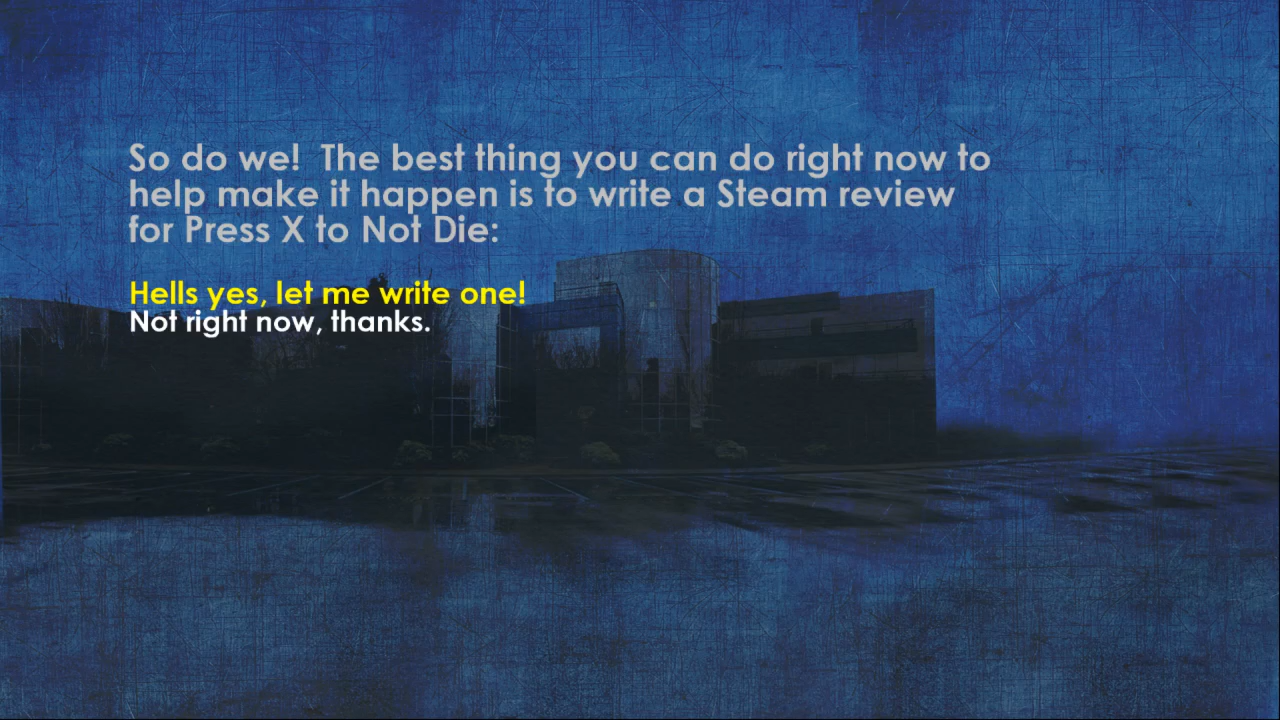 So do we!  The best thing you can do right now to
help make it happen is to write a Steam review
for Press X to Not Die:
Hells yes, let me write one!
Not right now, thanks.